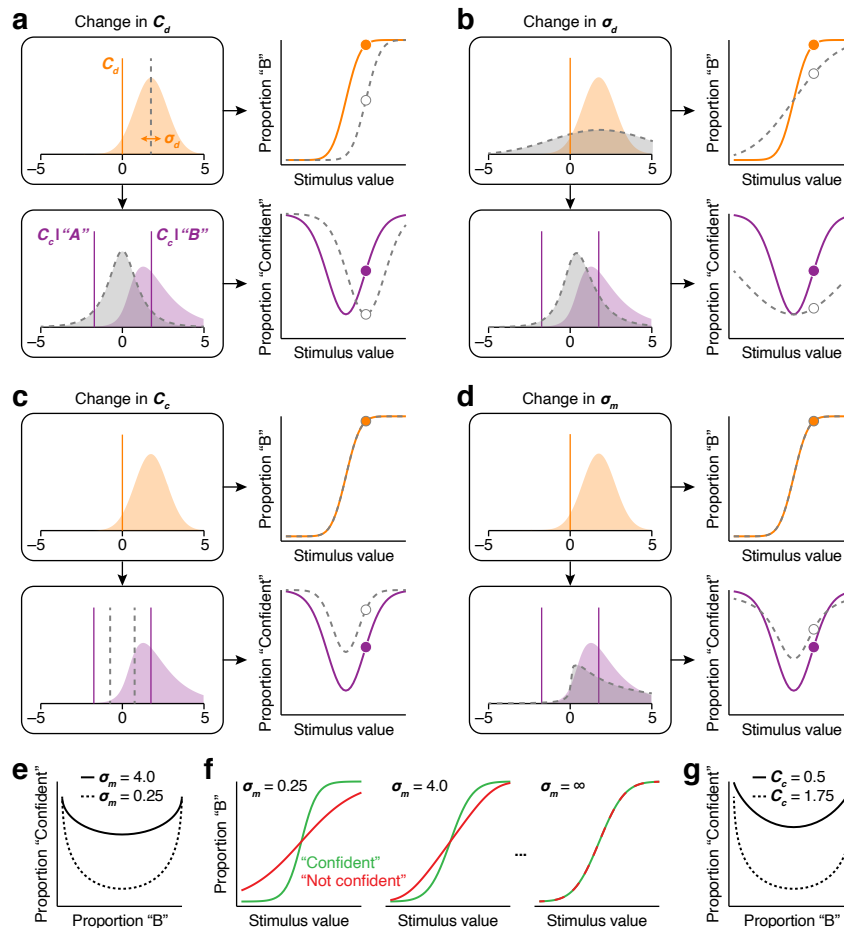 a
Change in C_d
C_d
σ_d
−5
0
5
Proportion “B”
Stimulus value
C_c | “A”
C_c | “B”
−5
0
5
Proportion “Confident”
Stimulus value
b
Change in σ_d
−5
0
5
Proportion “B”
Stimulus value
−5
0
5
Proportion “Confident”
Stimulus value
c
Change in C_c
−5
0
5
Proportion “B”
Stimulus value
−5
0
5
Proportion “Confident”
Stimulus value
d
Change in σ_m
−5
0
5
Proportion “B”
Stimulus value
−5
0
5
Proportion “Confident”
Stimulus value
e
σ_m = 4.0
σ_m = 0.25
Proportion “Confident”
Proportion “B”
f
σ_m = 0.25
σ_m = 4.0
σ_m = ∞
Proportion “B”
“Confident”
“Not confident”
...
Stimulus value
Stimulus value
Stimulus value
g
C_c = 0.5
C_c = 1.75
Proportion “Confident”
Proportion “B”